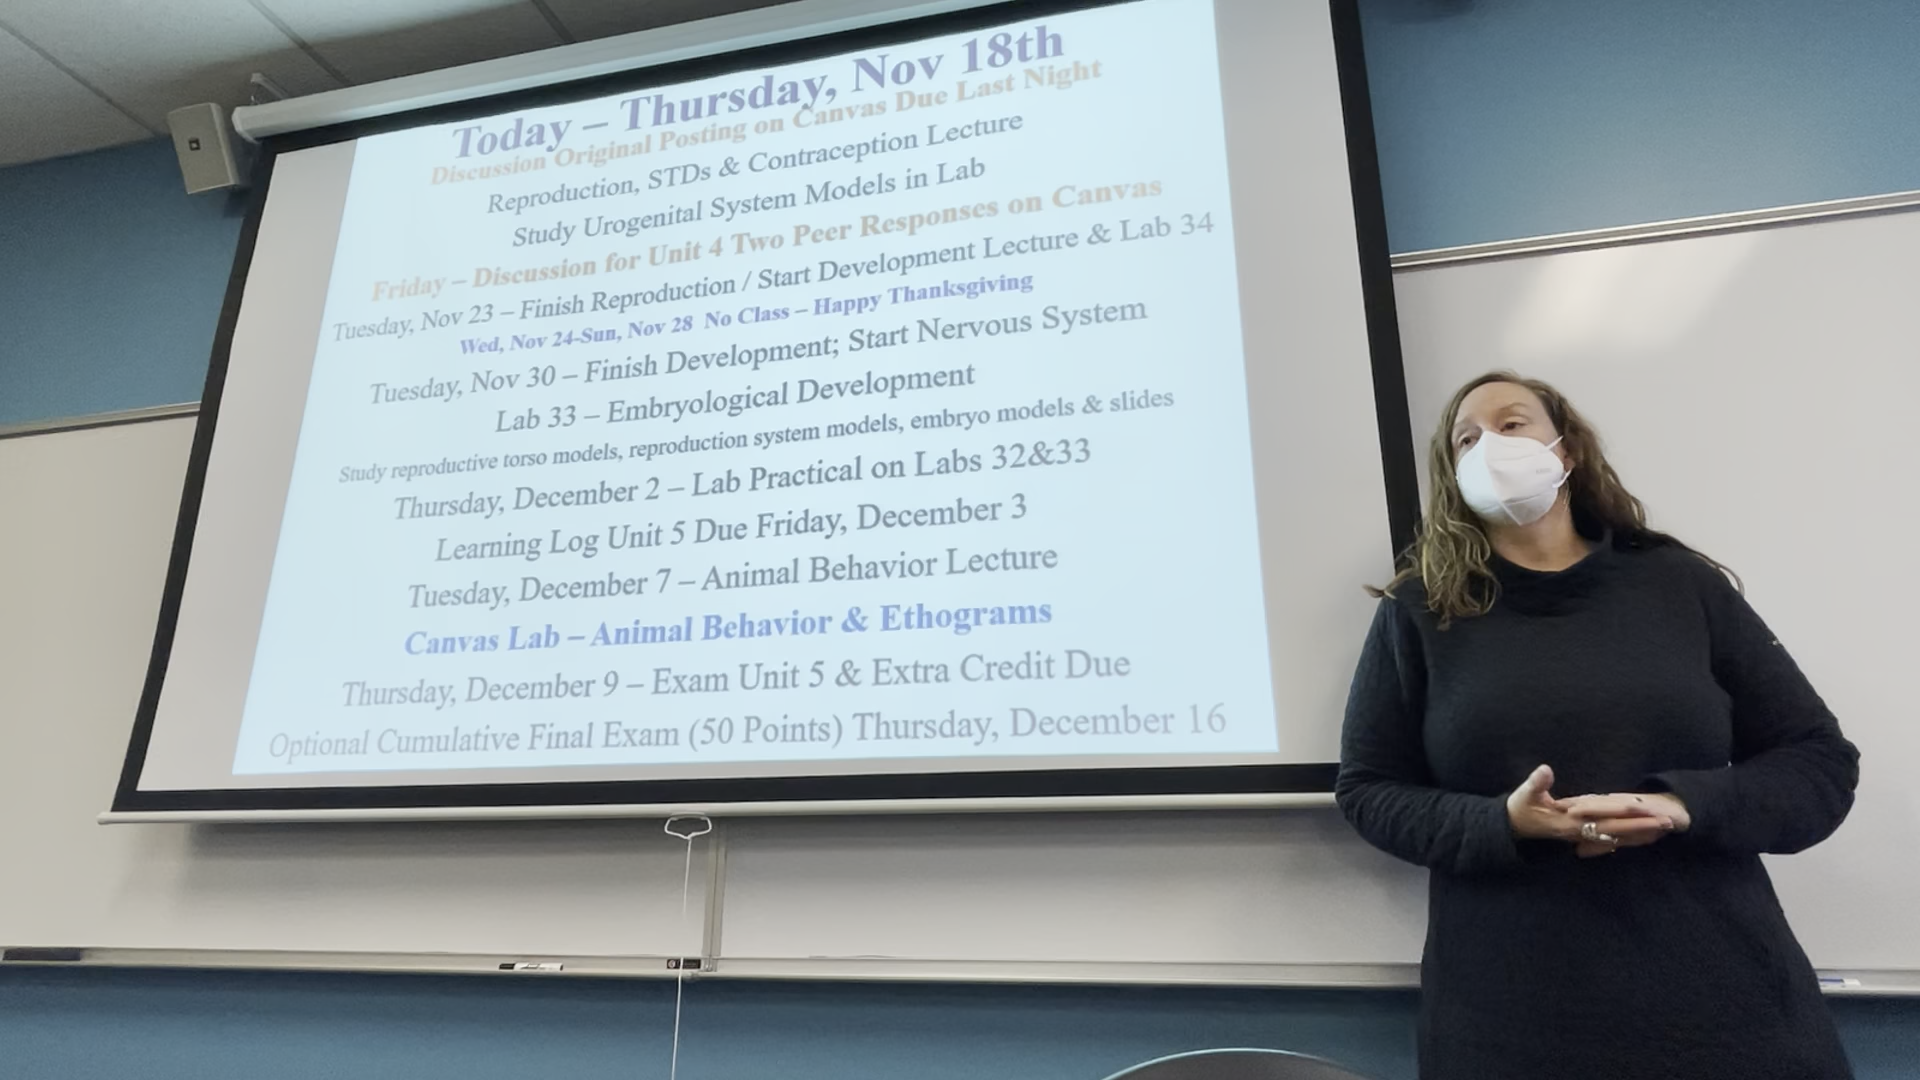 Today – Thursday, Nov 18th
Discussion Original Posting on Canvas Due Last Night
Reproduction, STDs & Contraception Lecture
Study Urogenital System Models in Lab
Friday – Discussion for Unit 4 Two Peer Responses on Canvas
Tuesday, Nov 23 – Finish Reproduction / Start Development Lecture & Lab 34
Wed, Nov 24-Sun, Nov 28 No Class – Happy Thanksgiving
Tuesday, Nov 30 – Finish Development; Start Nervous System
Lab 33 – Embryological Development
Study reproductive torso models, reproduction system models, embryo models & slides
Thursday, December 2 – Lab Practical on Labs 32&33
Learning Log Unit 5 Due Friday, December 3
Tuesday, December 7 – Animal Behavior Lecture
Canvas Lab – Animal Behavior & Ethograms
Thursday, December 9 – Exam Unit 5 & Extra Credit Due
Optional Cumulative Final Exam (50 Points) Thursday, December 16